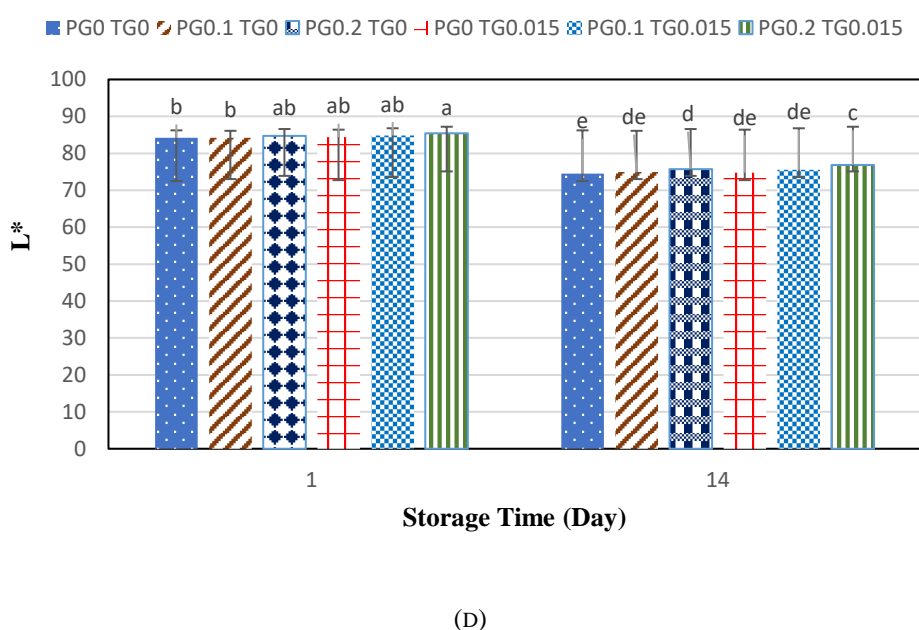 PG0 TG0 PG0.1 TG0 PG0.2 TG0 PG0 TG0.015 PG0.1 TG0.015 PG0.2 TG0.015
100
90
80
70
60
50
40
30
20
10
0
L*
b b ab ab ab a e de d de de c
1 14
Storage Time (Day)
(D)